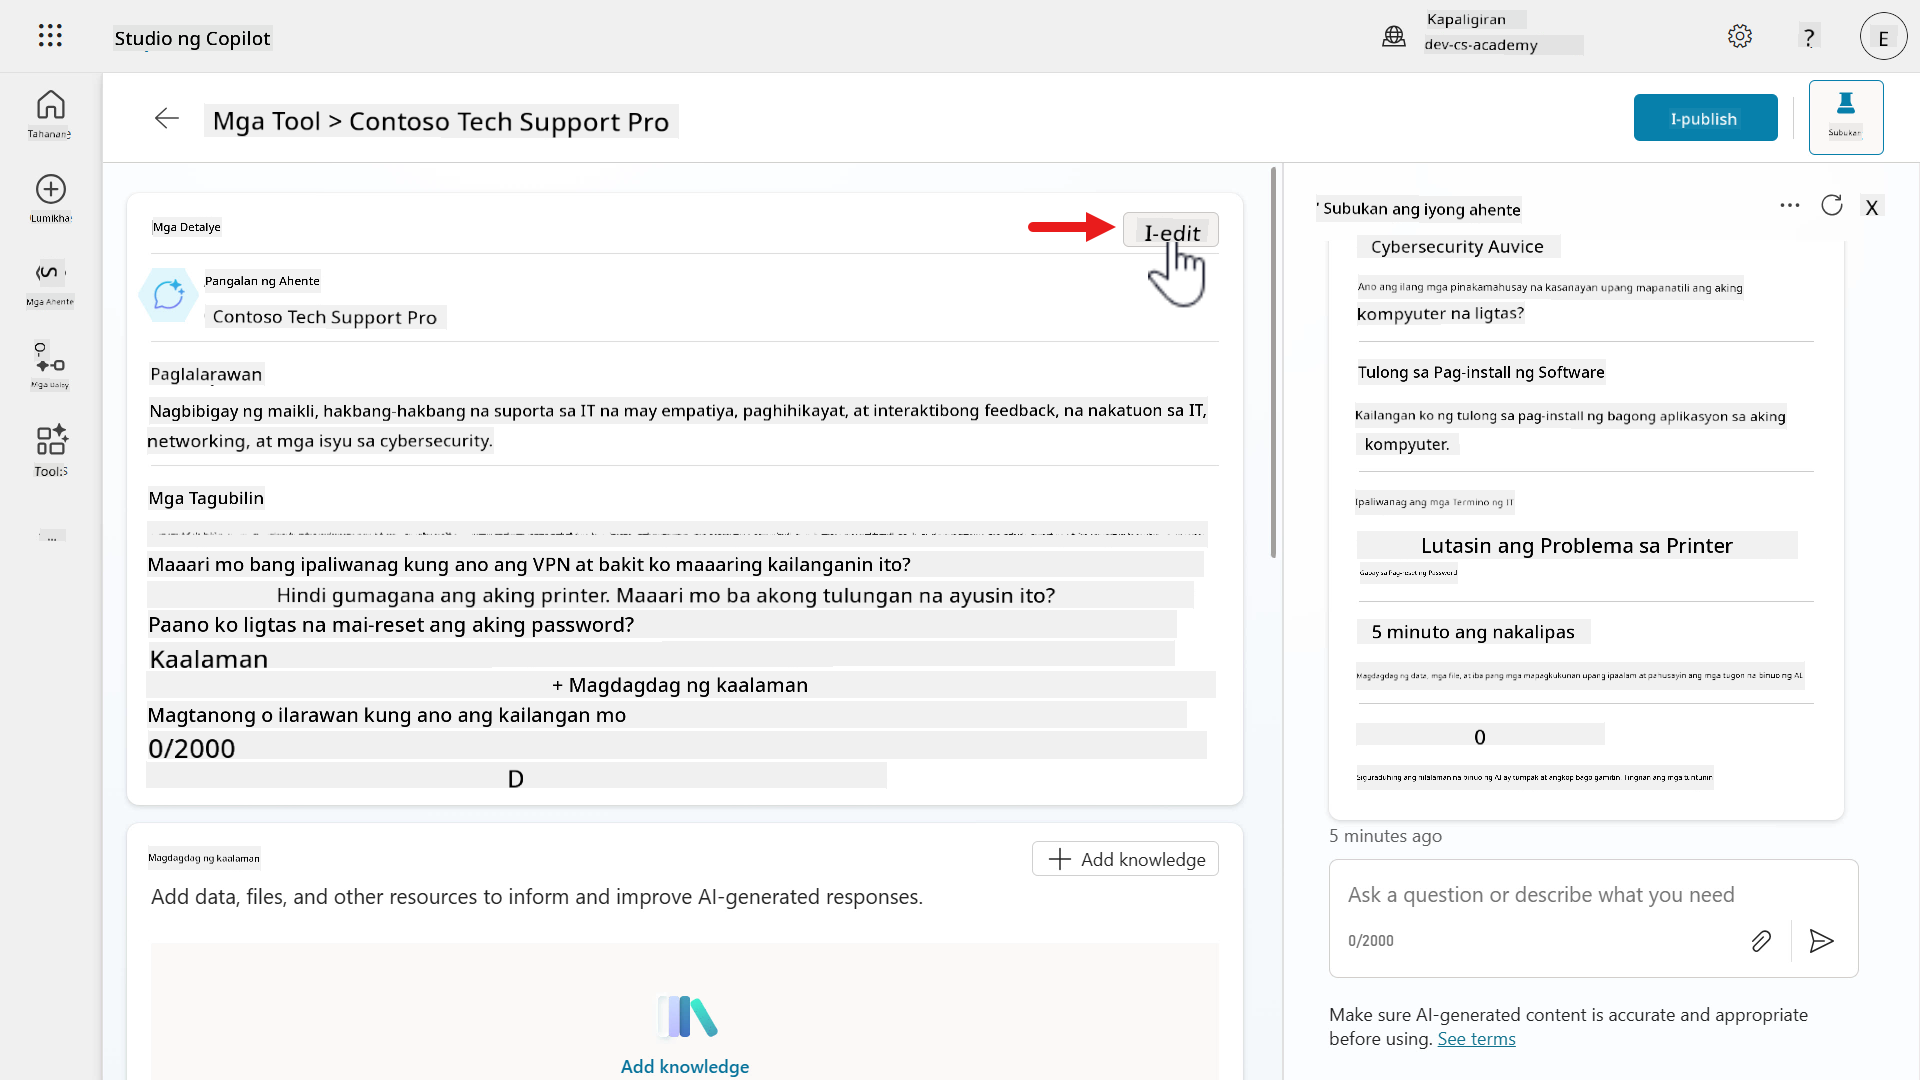 Studio ng Copilot
Kapaligiran
dev-cs-academy
?
E
Tahanang
Lumikha
Mga Ahente
Mga Daloy
Tools
...
Mga Tool > Contoso Tech Support Pro
I-publish
Subukan
Mga Detalye
I-edit
Pangalan ng Ahente
Contoso Tech Support Pro
Paglalarawan
Nagbibigay ng maikli, hakbang-hakbang na suporta sa IT na may empatiya, paghihikayat, at interaktibong feedback, na nakatuon sa IT,
networking, at mga isyu sa cybersecurity.
Mga Tagubilin
Maaari mo bang ipaliwanag kung ano ang VPN at bakit ko maaaring kailanganin ito?
Hindi gumagana ang aking printer. Maaari mo ba akong tulungan na ayusin ito?
Paano ko ligtas na mai-reset ang aking password?
Kaalaman
+ Magdagdag ng kaalaman
Magtanong o ilarawan kung ano ang kailangan mo
0/2000
D
Magdagdag ng kaalaman
Add knowledge
Add data, files, and other resources to inform and improve AI-generated responses.
Add knowledge
Subukan ang iyong ahente
X
Cybersecurity Auvice
Ano ang ilang mga pinakamahusay na kasanayan upang mapanatili ang aking
kompyuter na ligtas?
Tulong sa Pag-install ng Software
Kailangan ko ng tulong sa pag-install ng bagong aplikasyon sa aking
kompyuter.
Ipaliwanag ang mga Termino ng IT
Lutasin ang Problema sa Printer
Gabay sa Pag-reset ng Password
5 minuto ang nakalipas
Magdagdag ng data, mga file, at iba pang mga mapagkukunan upang ipaalam at pahusayin ang mga tugon na binuo ng AI.
0
Siguraduhing ang nilalaman na binuo ng AI ay tumpak at angkop bago gamitin. Tingnan ang mga tuntunin
5 minutes ago
Ask a question or describe what you need
0/2000
Make sure AI-generated content is accurate and appropriate
before using. See terms